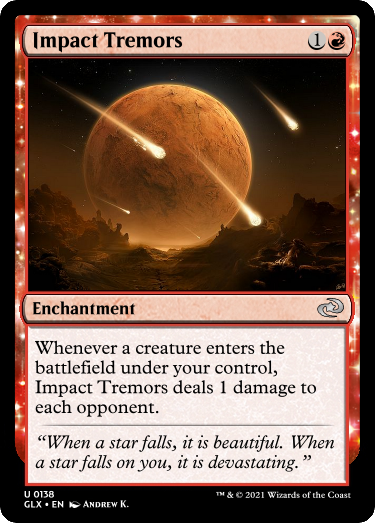 Impact Tremors 1
Enchantment
Whenever a creature enters the
battlefield under your control,
Impact Tremors deals 1 damage to
each opponent.
“When a star falls, it is beautiful. When
a star falls on you, it is devastating.”
U 0138
GLX • EN Andrew K.
™ & © 2021 Wizards of the Coast